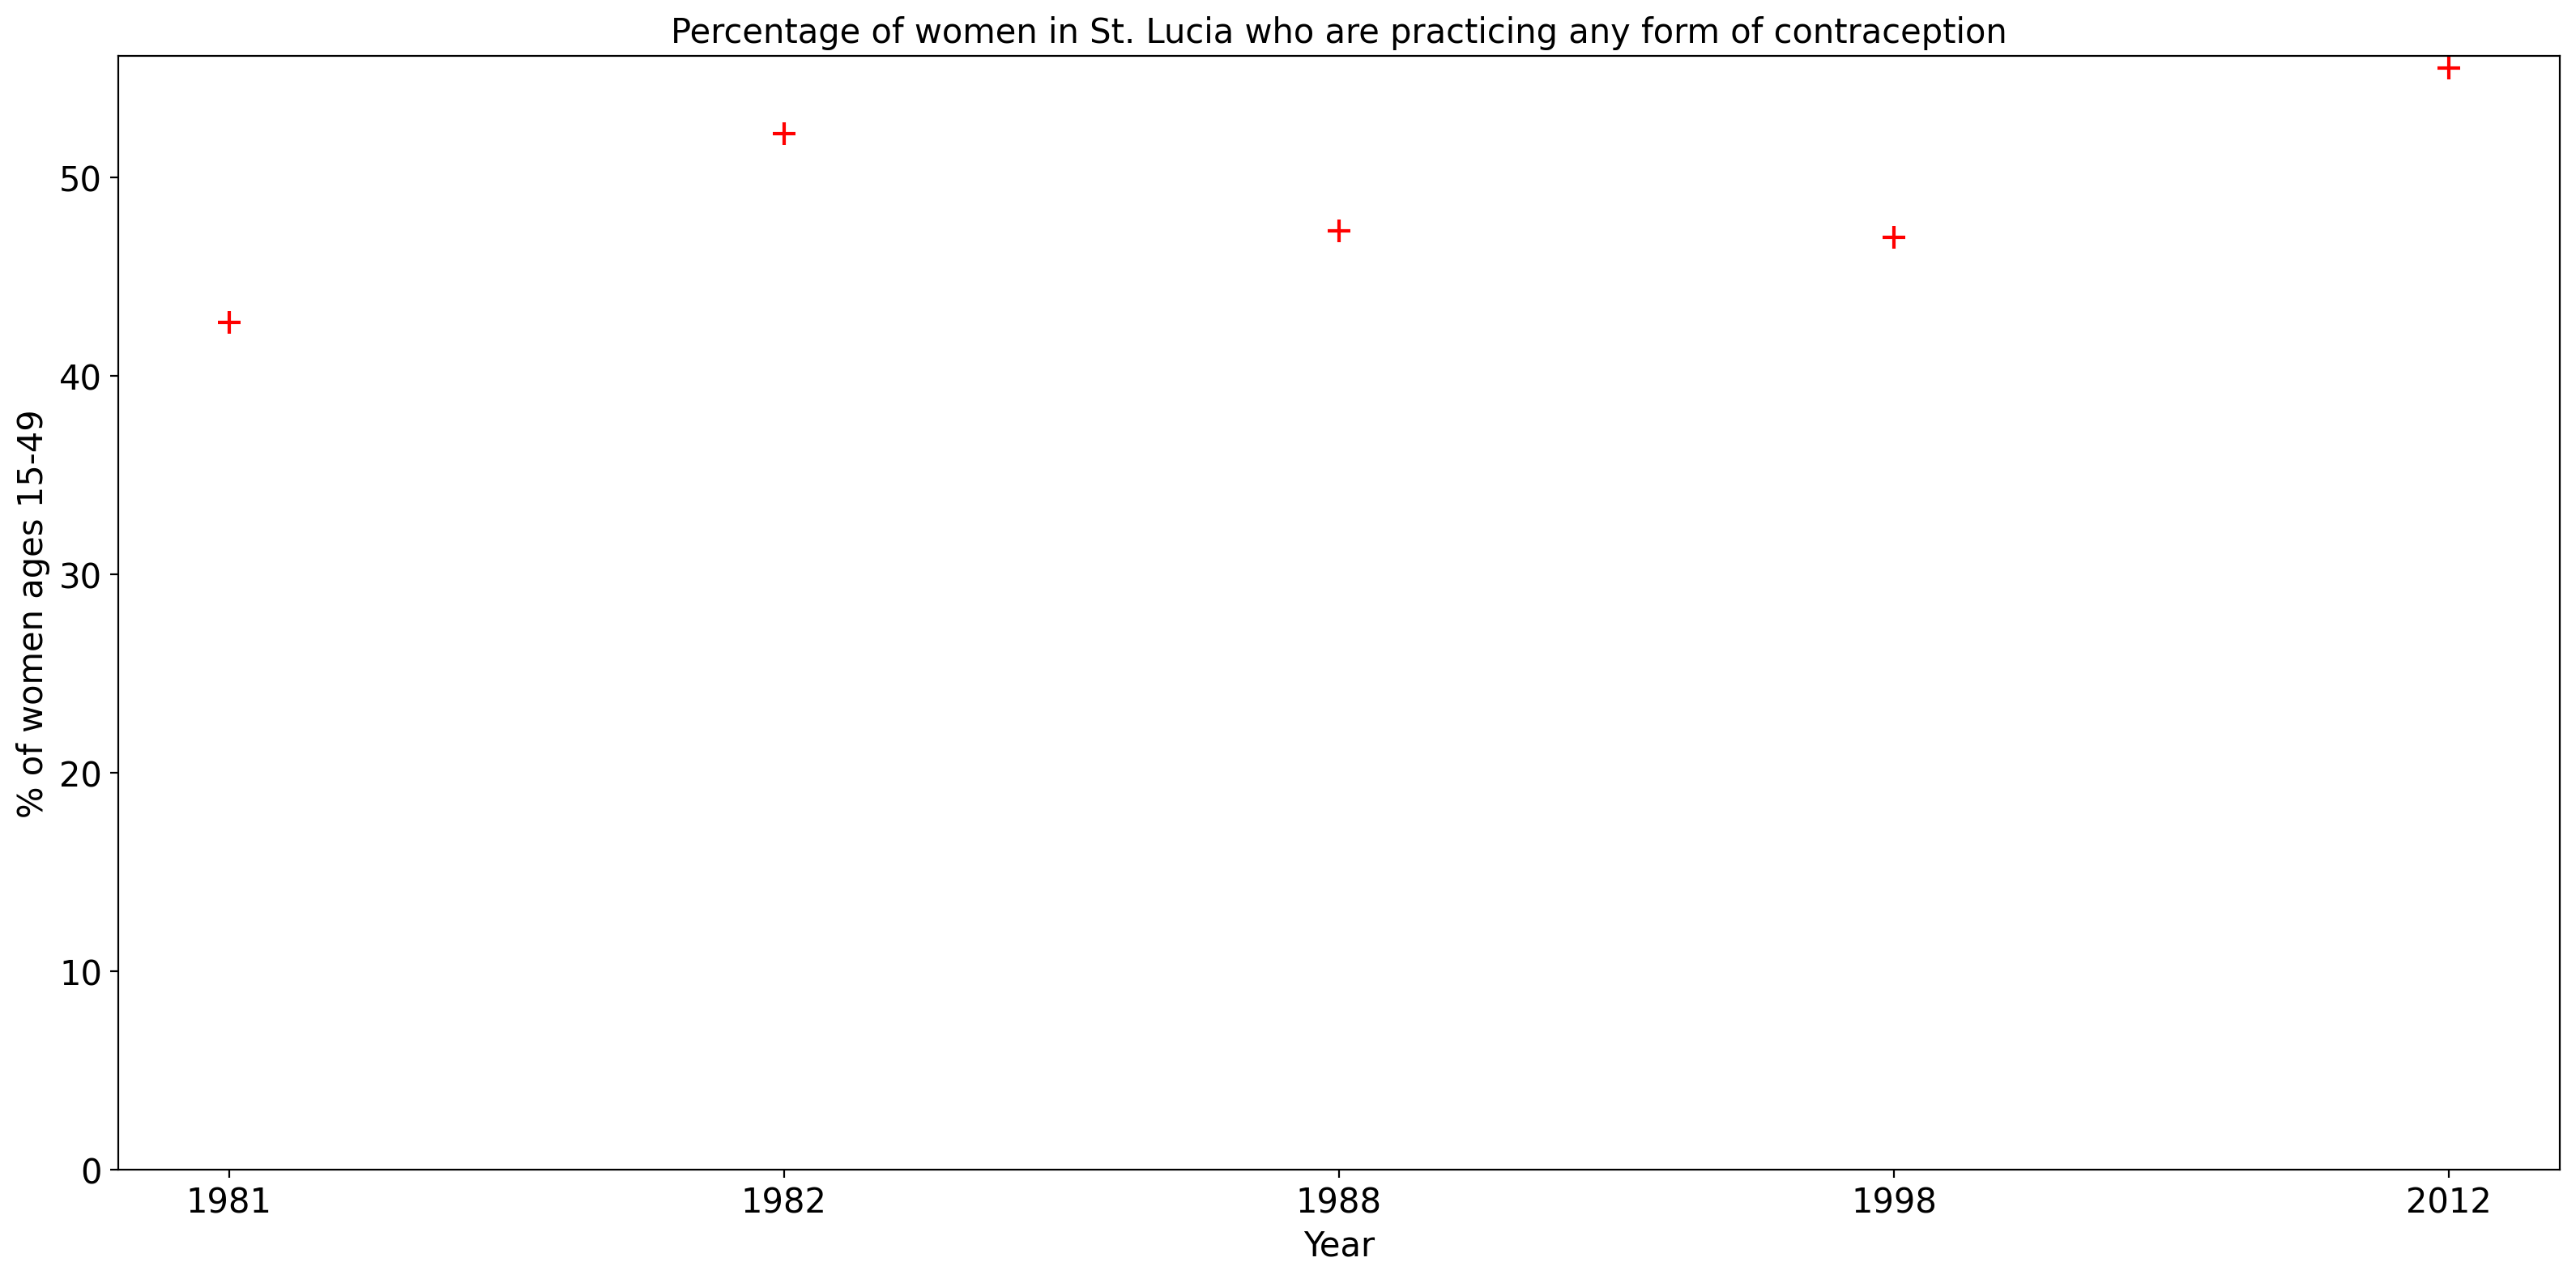 Percentage of women in St. Lucia who are practicing any form of contraception
% of women ages 15-49
50
40
30
20
10
0
1981 1982 1988 1998 2012
Year